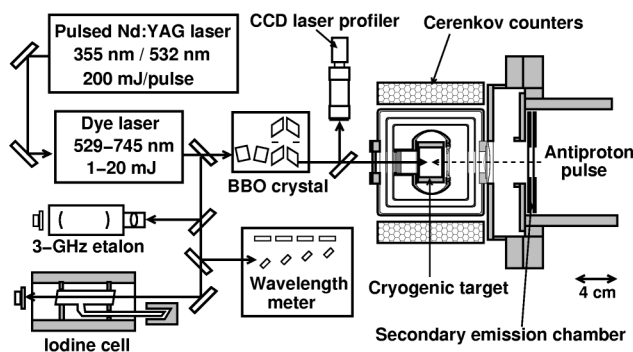 Pulsed Nd:YAG laser
355 nm / 532 nm
200 mJ/pulse
CCD laser profiler
Cerenkov counters
Dye laser
529−745 nm
1−20 mJ
BBO crystal
Antiproton
pulse
3−GHz etalon
Wavelength
meter
Cryogenic target
4 cm
Iodine cell
Secondary emission chamber